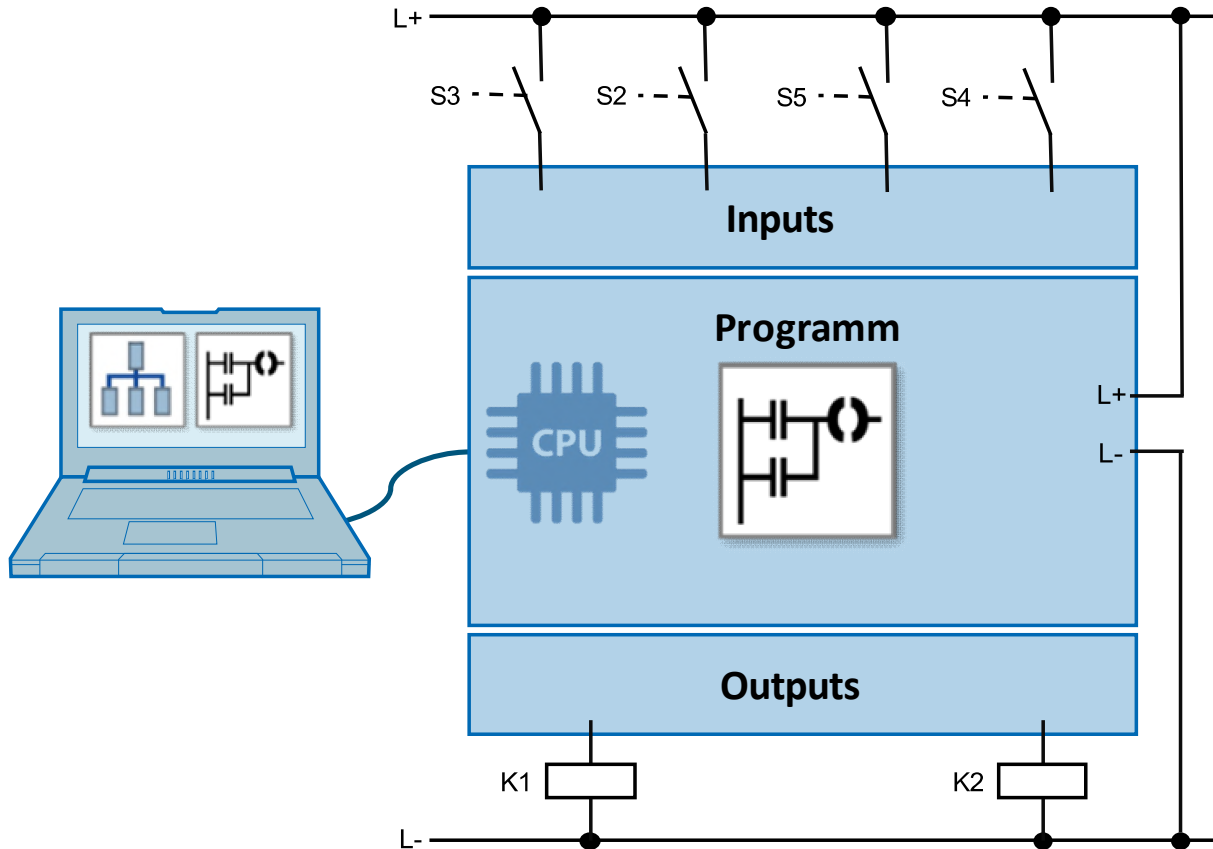 L+
S3
S2
S5
S4
Inputs
Programm
CPU
L+
L-
Outputs
K1
K2
L-